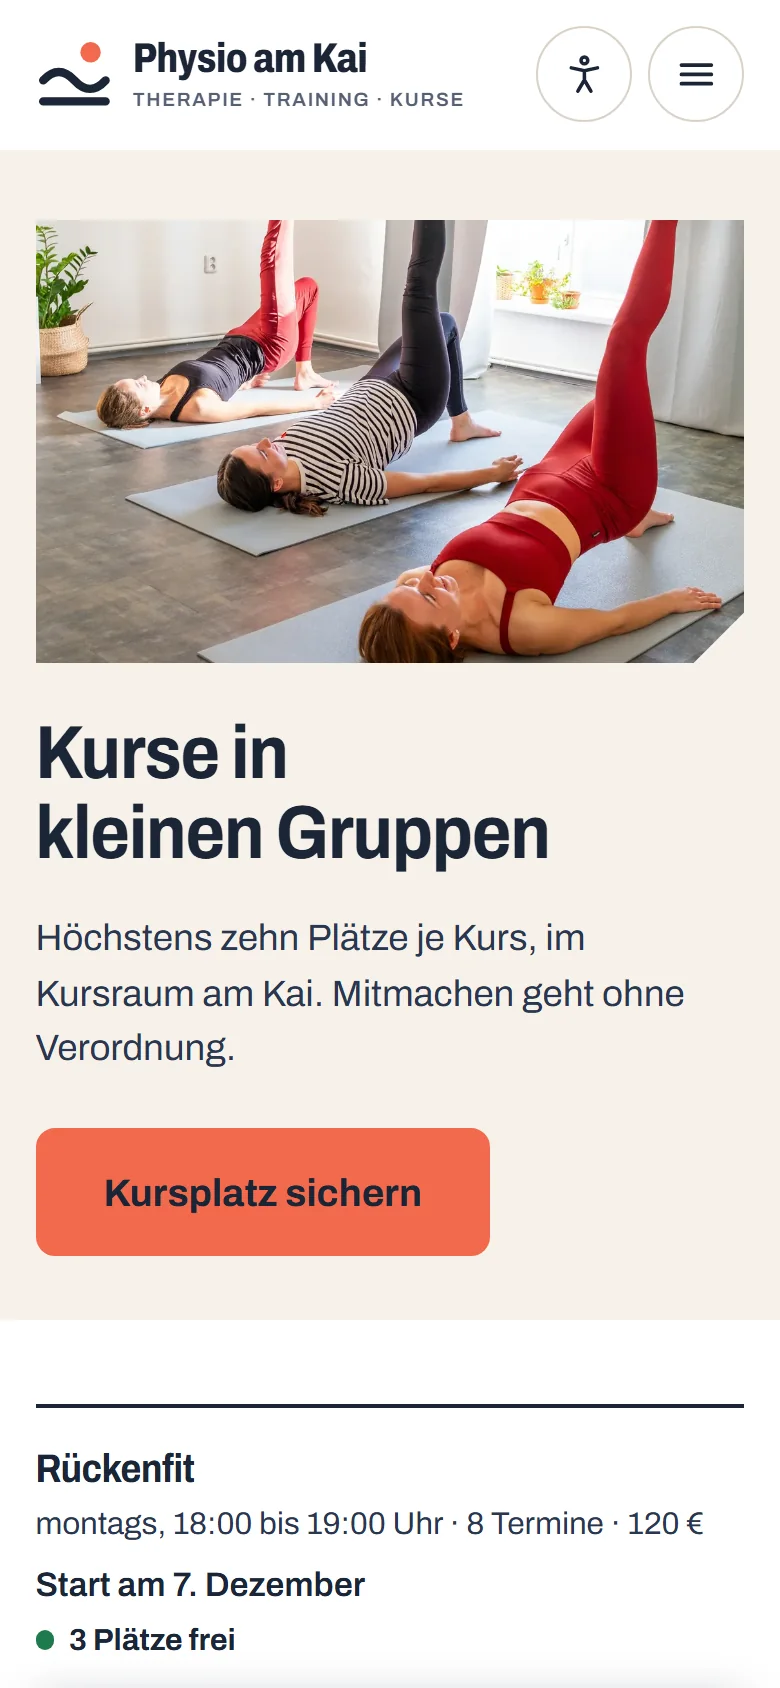 Physio am Kai
THERAPIE · TRAINING · KURSE
Kurse in
kleinen Gruppen
Höchstens zehn Plätze je Kurs, im
Kursraum am Kai. Mitmachen geht ohne
Verordnung.
Kursplatz sichern
Rückenfit
montags, 18:00 bis 19:00 Uhr · 8 Termine · 120 €
Start am 7. Dezember
3 Plätze frei